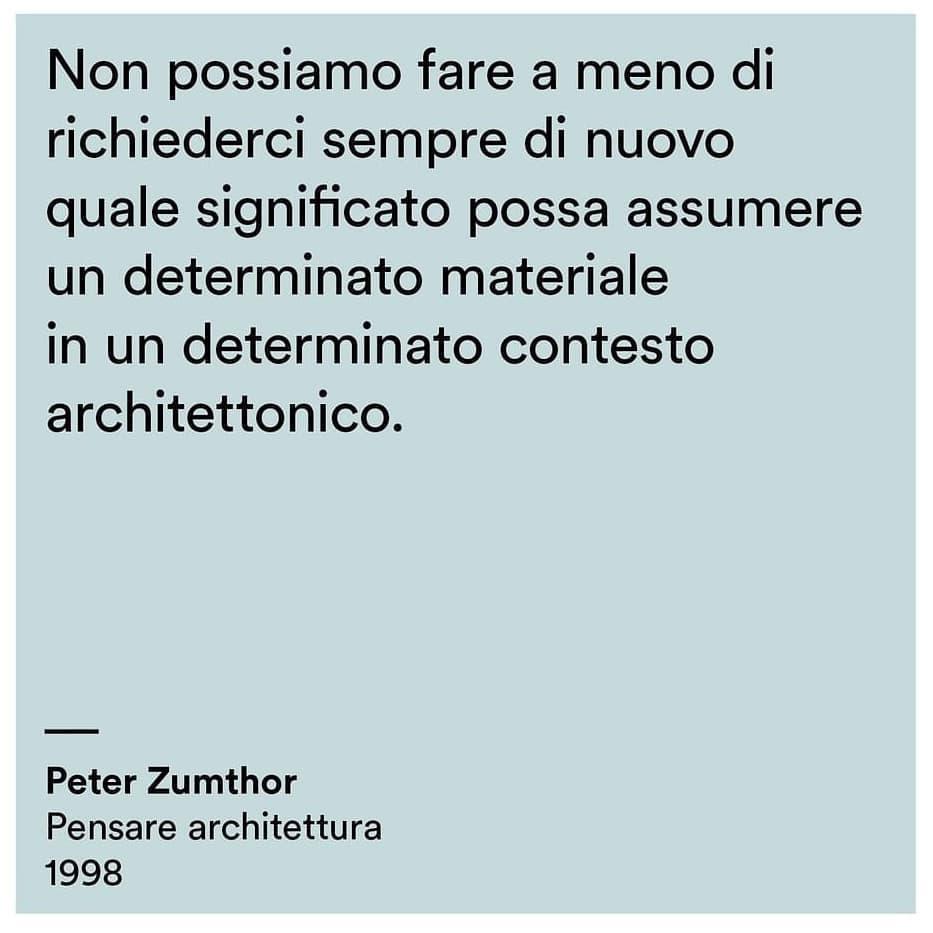 Non possiamo fare a meno di
richiederci sempre di nuovo
quale significato possa assumere
un determinato materiale
in un determinato contesto
architettonico.
Peter Zumthor
Pensare architettura
1998